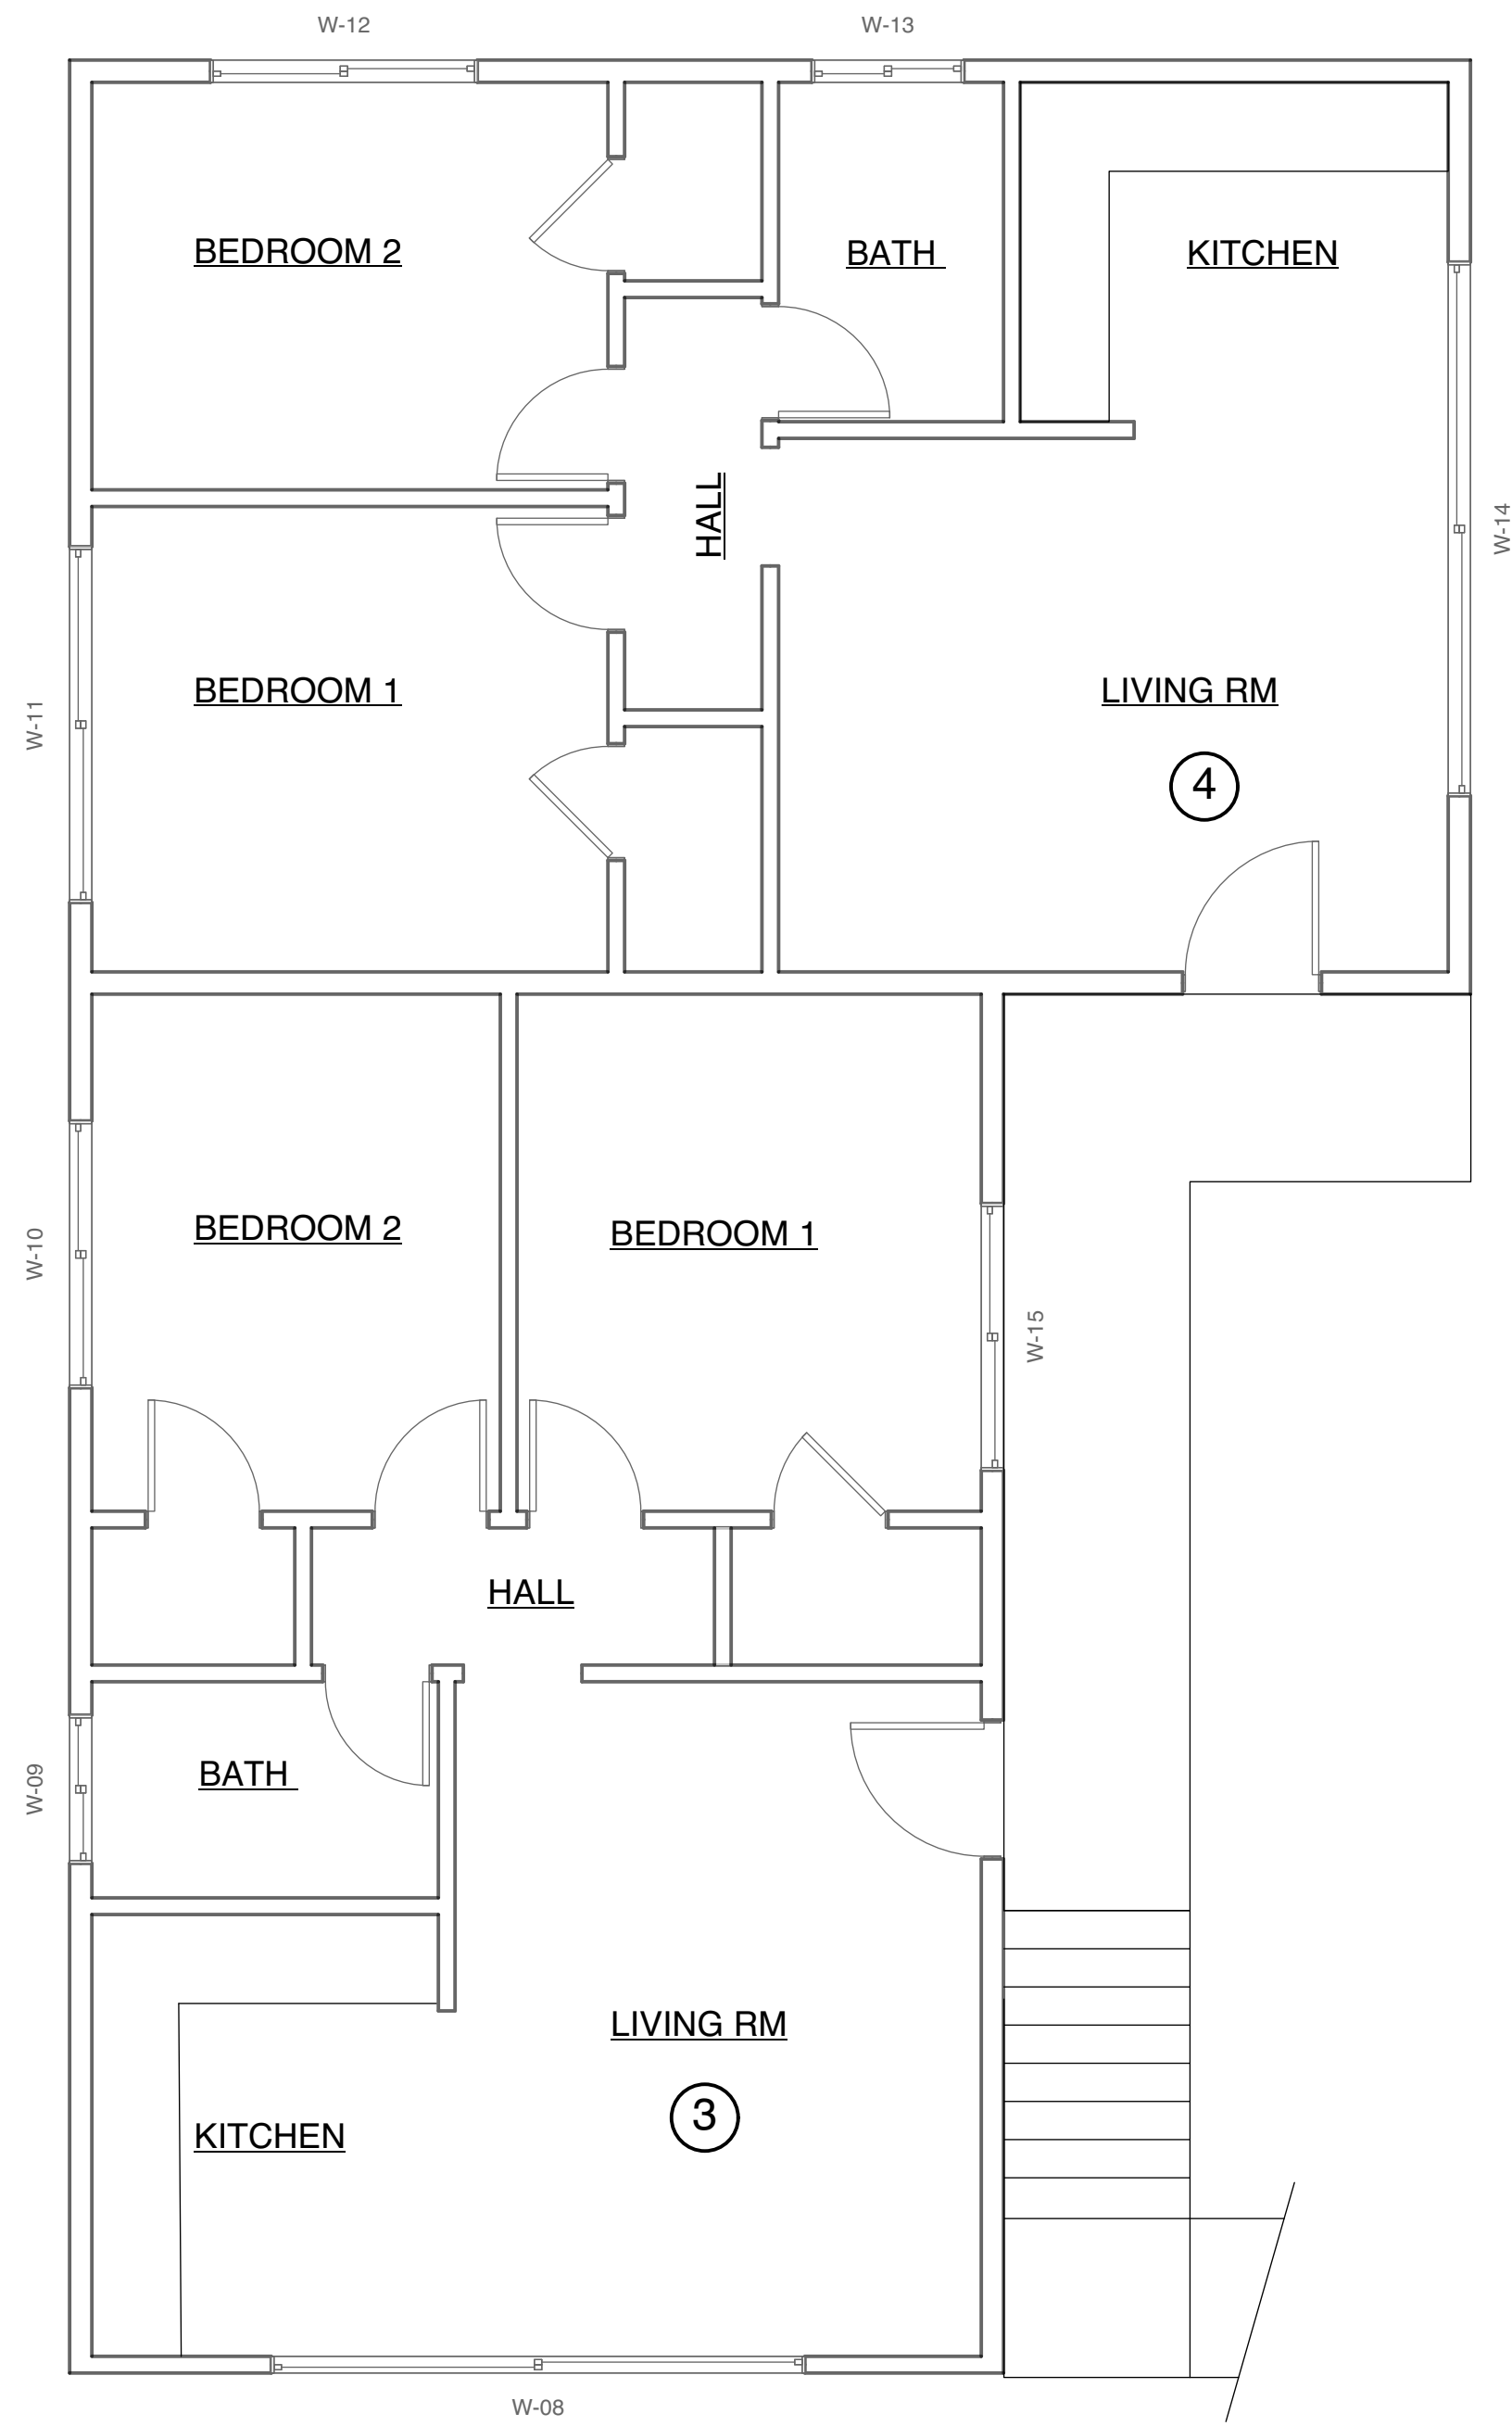 W-12
W-13
BEDROOM 2
BATH
KITCHEN
HALL
W-14
BEDROOM 1
LIVING RM
W-11
4
BEDROOM 2
BEDROOM 1
W-10
W-15
HALL
BATH
W-09
LIVING RM
3
KITCHEN
W-08